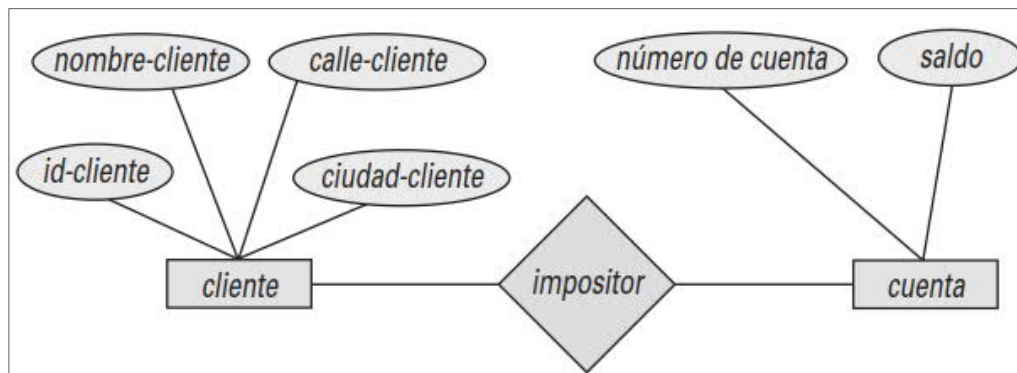 nombre-cliente
calle-cliente
número de cuenta
saldo
id-cliente
ciudad-cliente
cliente
impositor
cuenta